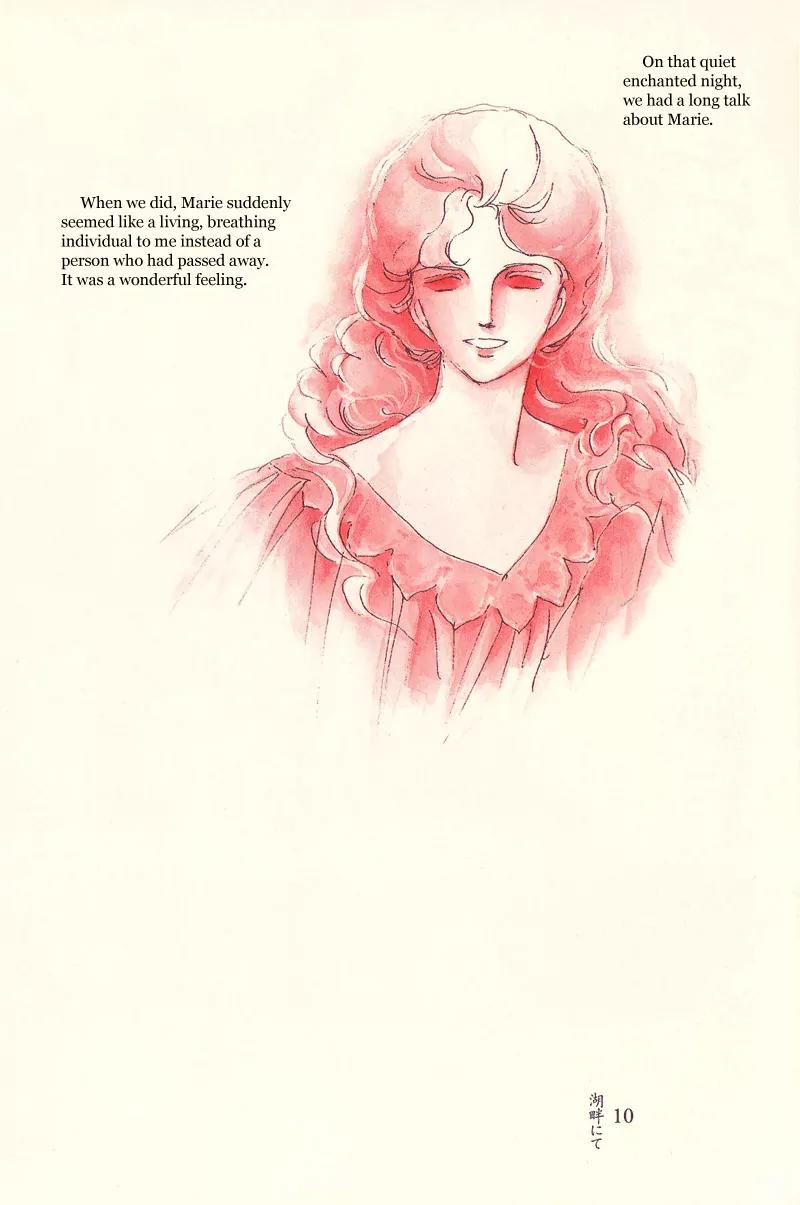 On that quiet
enchanted night,
we had a long talk
about Marie.
When we did, Marie suddenly
seemed like a living, breathing
individual to me instead of a
person who had passed away.
It was a wonderful feeling.
湖畔にて
10